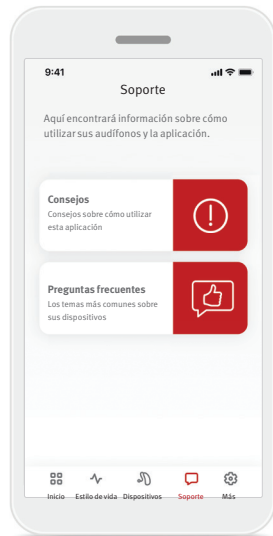 9:41
Soporte
Aquí encontrará información sobre cómo
utilizar sus audífonos y la aplicación.
Consejos
Consejos sobre cómo utilizar
esta aplicación
Preguntas frecuentes
Los temas más comunes sobre
sus dispositivos
Inicio Estilo de vida Dispositivos Soporte Más